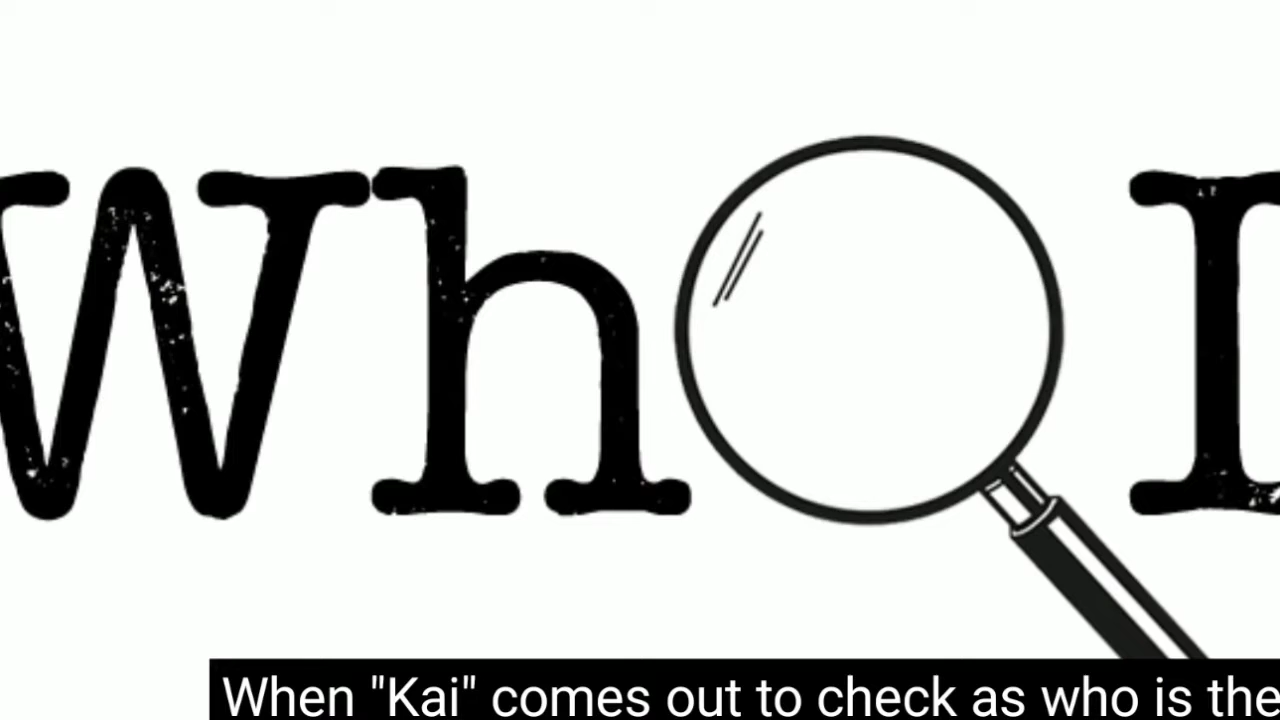 Who D
When "Kai" comes out to check as who is the